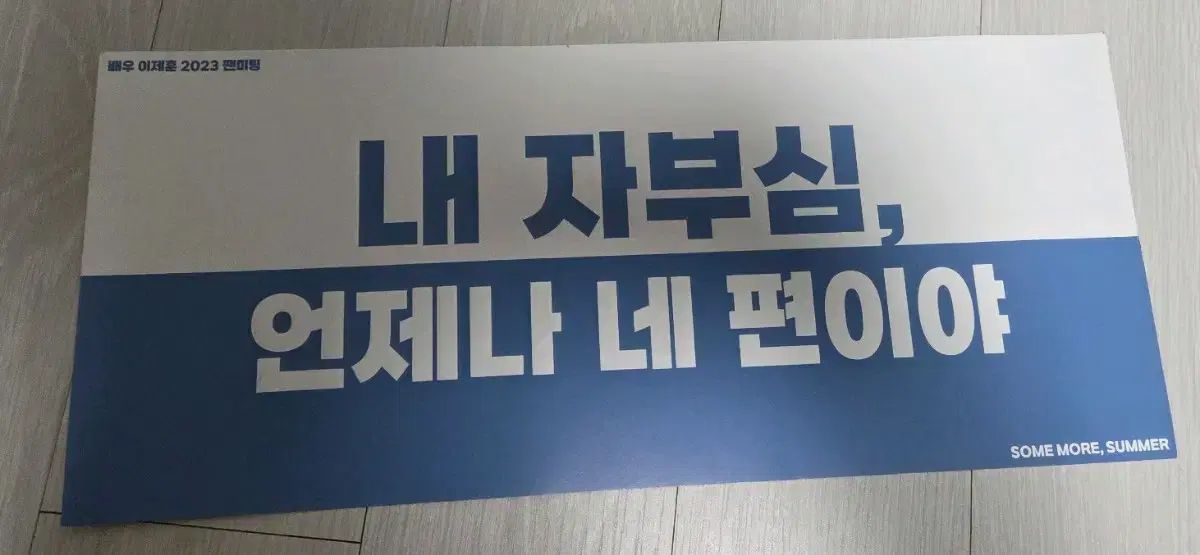 배우 이제훈 2023 팬미팅
내 자부심,
언제나 네 편이야
SOME MORE, SUMMER